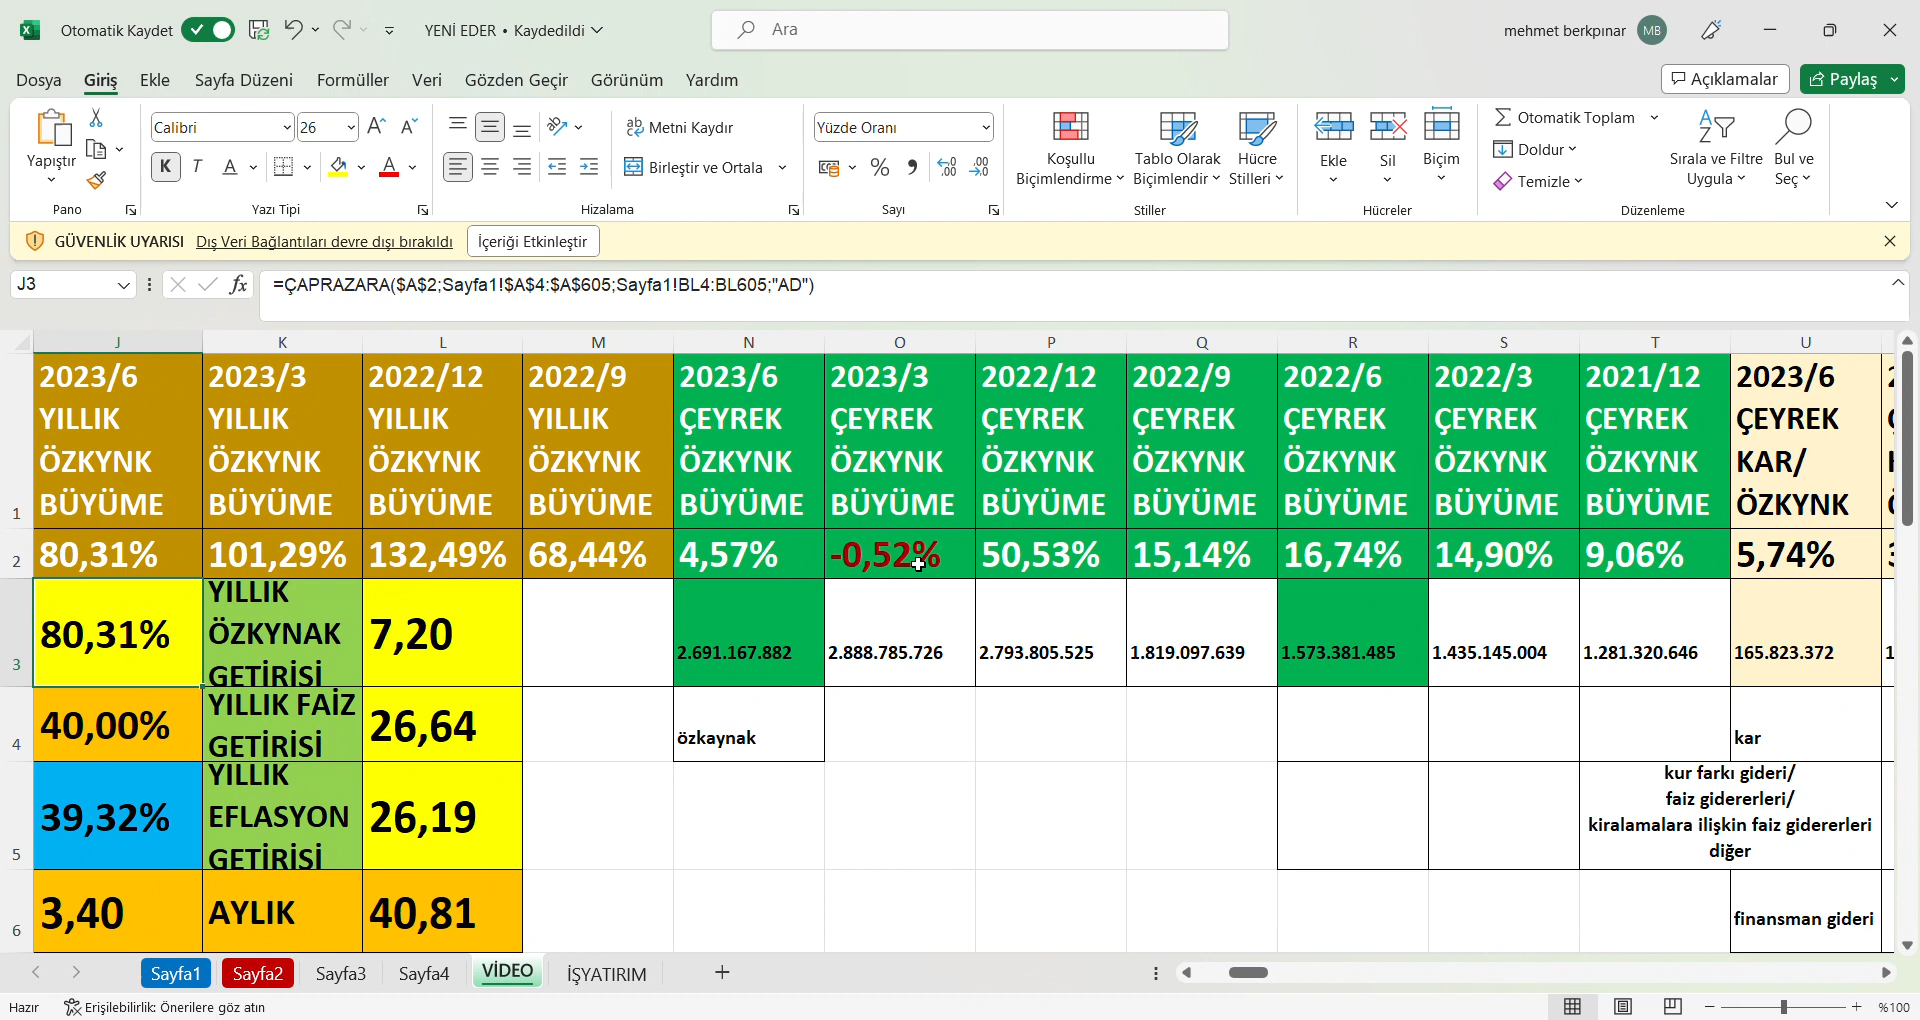 Otomatik Kaydet
YENİ EDER • Kaydedildi
Ara
mehmet berkpınar
MB
Dosya Giriş Ekle Sayfa Düzeni Formüller Veri Gözden Geçir Görünüm Yardım
Açıklamalar
Paylaş
Yapıştır
Pano
Calibri
26
K T A
Yazı Tipi
Metni Kaydır
Birleştir ve Ortala
Hizalama
Yüzde Oranı
Sayı
Koşullu
Biçimlendirme
Tablo Olarak
Biçimlendir
Hücre
Stilleri
Stiller
Ekle
Sil
Biçim
Hücreler
Otomatik Toplam
Doldur
Temizle
Sırala ve Filtre
Uygula
Bul ve
Seç
Düzenleme
GÜVENLİK UYARISI Dış Veri Bağlantıları devre dışı bırakıldı İçeriği Etkinleştir
J3
fx
=ÇAPRAZARA($A$2;Sayfa1!$A$4:$A$605;Sayfa1!BL4:BL605;"AD")
J K L M N O P Q R S T U
1
2023/6
YILLIK
ÖZKYNK
BÜYÜME
2023/3
YILLIK
ÖZKYNK
BÜYÜME
2022/12
YILLIK
ÖZKYNK
BÜYÜME
2022/9
YILLIK
ÖZKYNK
BÜYÜME
2023/6
ÇEYREK
ÖZKYNK
BÜYÜME
2023/3
ÇEYREK
ÖZKYNK
BÜYÜME
2022/12
ÇEYREK
ÖZKYNK
BÜYÜME
2022/9
ÇEYREK
ÖZKYNK
BÜYÜME
2022/6
ÇEYREK
ÖZKYNK
BÜYÜME
2022/3
ÇEYREK
ÖZKYNK
BÜYÜME
2021/12
ÇEYREK
ÖZKYNK
BÜYÜME
2023/6
ÇEYREK
KAR/
ÖZKYNK
2 80,31% 101,29% 132,49% 68,44% 4,57% -0,52% 50,53% 15,14% 16,74% 14,90% 9,06% 5,74%
3 80,31%
YILLIK
ÖZKYNAK
GETİRİSİ
7,20
2.691.167.882 2.888.785.726 2.793.805.525 1.819.097.639 1.573.381.485 1.435.145.004 1.281.320.646 165.823.372
4 40,00%
YILLIK FAİZ
GETİRİSİ
26,64
özkaynak
kar
5 39,32%
YILLIK
EFLASYON
GETİRİSİ
26,19
kur farkı gideri/
faiz gidererleri/
kiralamalara ilişkin faiz gidererleri
diğer
6 3,40 AYLIK 40,81
finansman gideri
Sayfa1 Sayfa2 Sayfa3 Sayfa4 VİDEO İŞYATIRIM
Hazır
Erişilebilirlik: Önerilere göz atın
%100